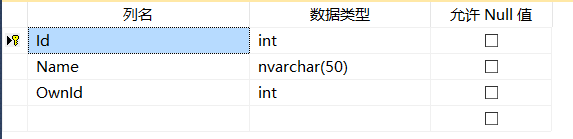 列名 数据类型 允许 Null 值
Id int
Name nvarchar(50)
OwnId int